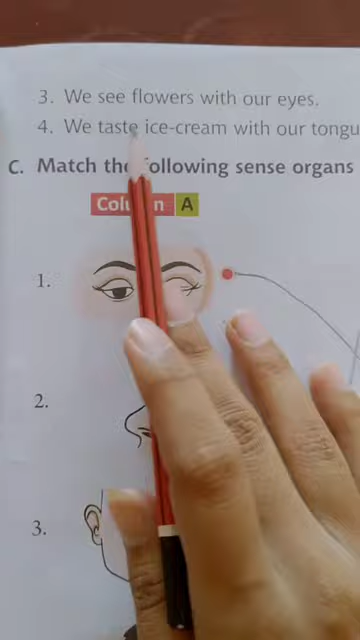 3. We see flowers with our eyes.
4. We taste ice-cream with our
C. Match the following sense organs
Column A
1.
2.
3.